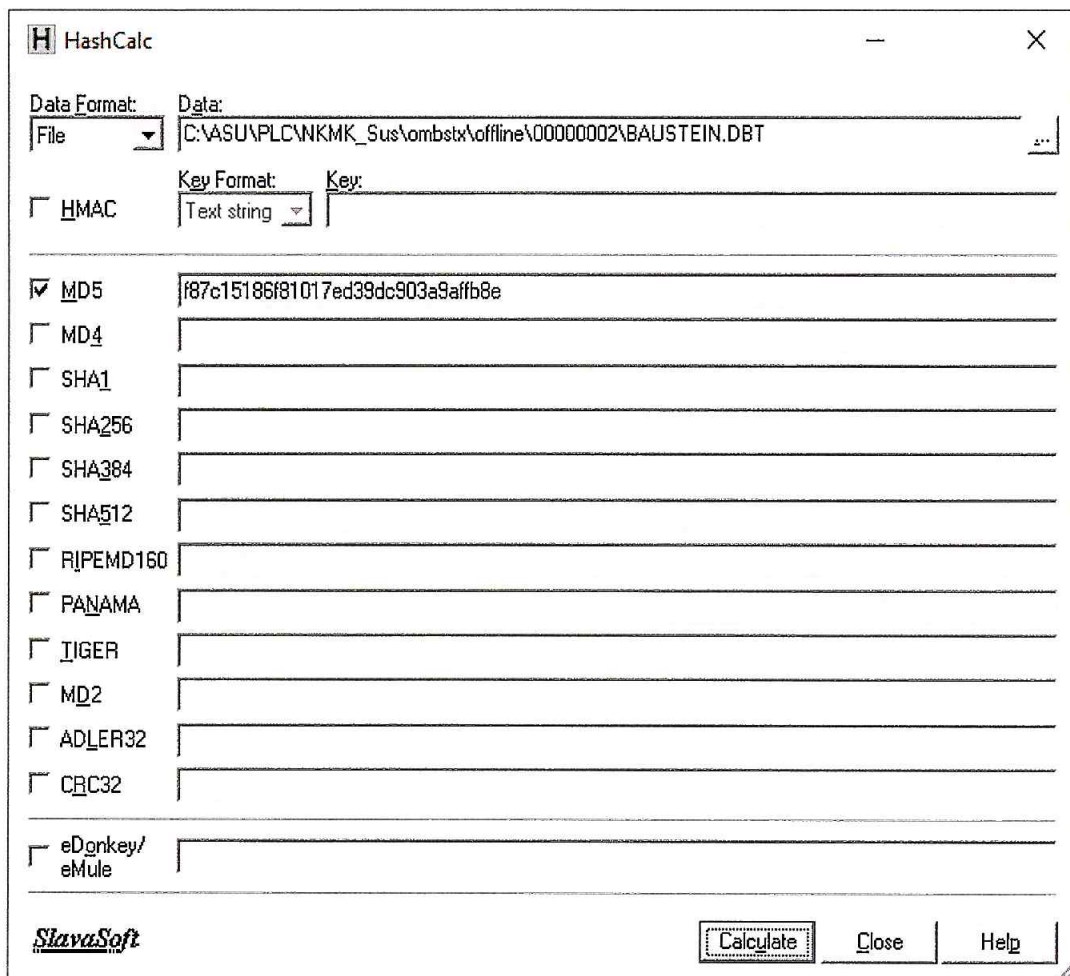 HashCalc
Data Format: Data:
File C:\ASU\PLC\NKMK_Sus\ombstx\offline\00000002\BAUSTEIN.DBT ...
Key Format: Key:
HMAC Text string
MD5 f87c15186f81017ed39dc903a9affb8e
MD4
SHA1
SHA256
SHA384
SHA512
RIPEMD160
PANAMA
TIGER
MD2
ADLER32
CRC32
eDonkey/
eMule
SlavaSoft Calculate Close Help